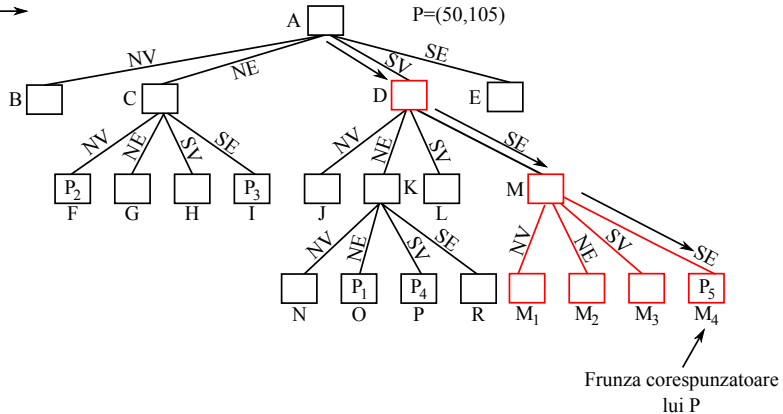 A P=(50,105)
NV NE SV SE
B C D E
NV NE SV SE NV NE SV SE
P2 P3 K M
F G H I J L
NV NE SV SE NV NE SV SE
P1 P4 P5
N O P R M1 M2 M3 M4
Frunza corespunzatoare
lui P